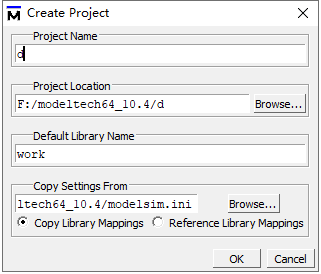 Create Project
Project Name
d
Project Location
F:/modeltech64_10.4/d
Browse...
Default Library Name
work
Copy Settings From
ltech64_10.4/modelsim.ini
Browse...
Copy Library Mappings
Reference Library Mappings
OK
Cancel